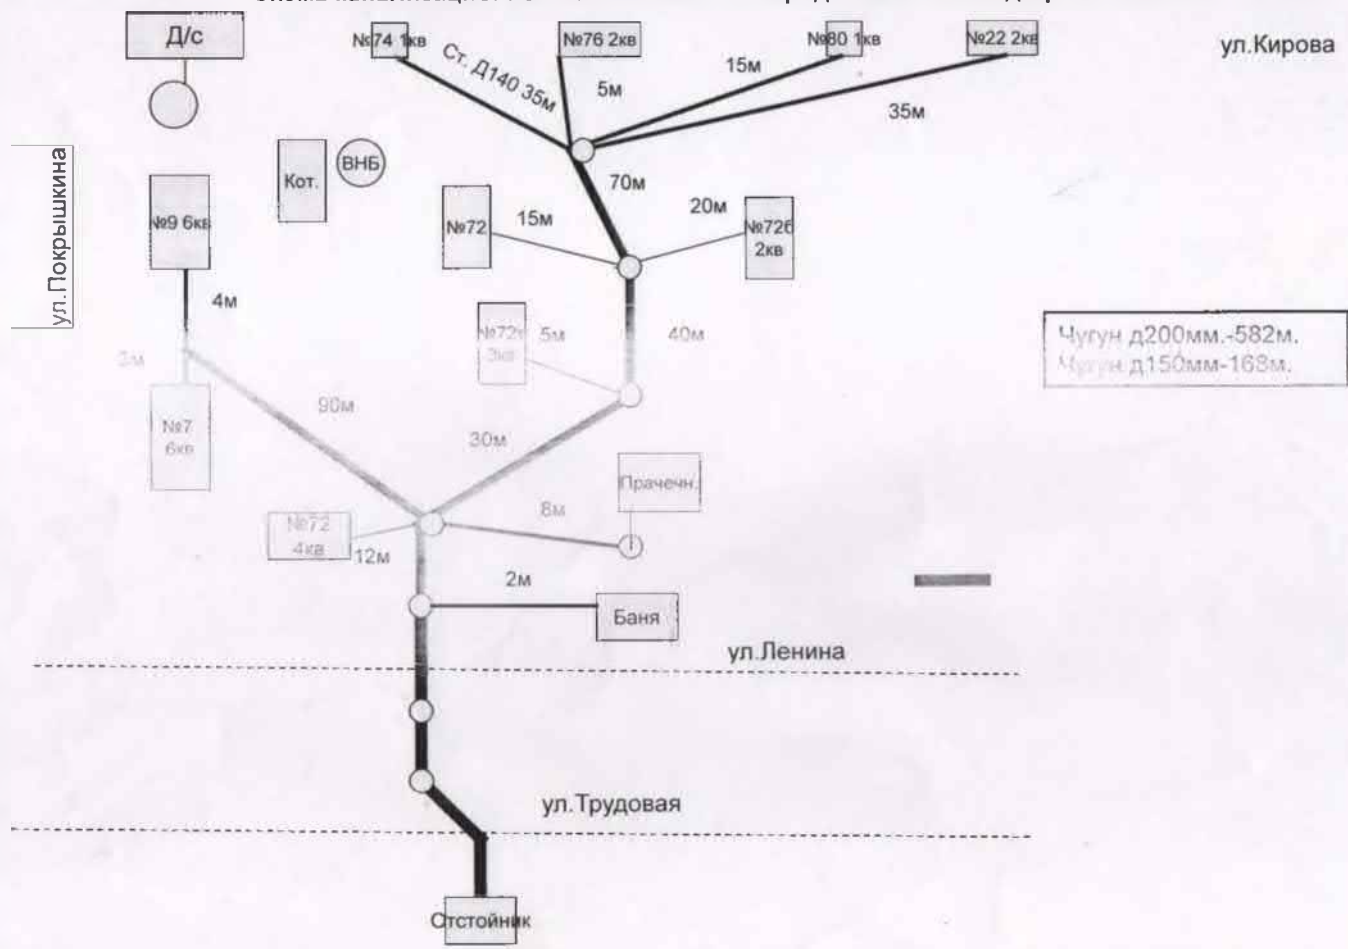 Д/с
№74 1кв
№76 2кв
№80 1кв
№22 2кв
ул.Кирова
Ст. Д140 35м
5м
15м
35м
ул.Покрышкина
Кот.
ВНБ
70м
№9 6кв
№72
15м
20м
№72б
2кв
4м
5м
40м
Чугун д200мм.-582м.
Чугун д150мм-168м.
90м
№7
6кв
30м
Прачечн.
8м
№72
4кв
12м
2м
Баня
ул.Ленина
ул.Трудовая
Отстойник